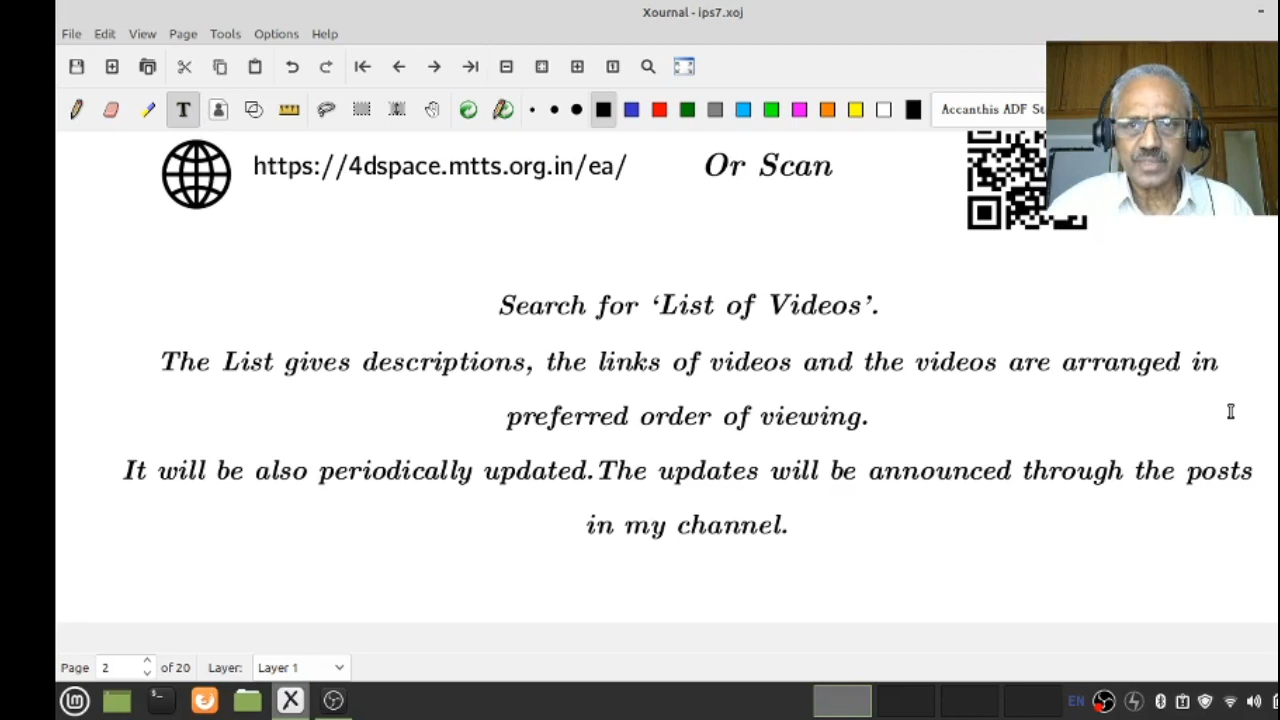 Xournal - ips7.xoj
File Edit View Page Tools Options Help
T Accanthis ADF St
https://4dspace.mtts.org.in/ea/ Or Scan
Search for ‘List of Videos’.
The List gives descriptions, the links of videos and the videos are arranged in
preferred order of viewing.
It will be also periodically updated. The updates will be announced through the posts
in my channel.
Page 2 of 20 Layer: Layer 1
EN